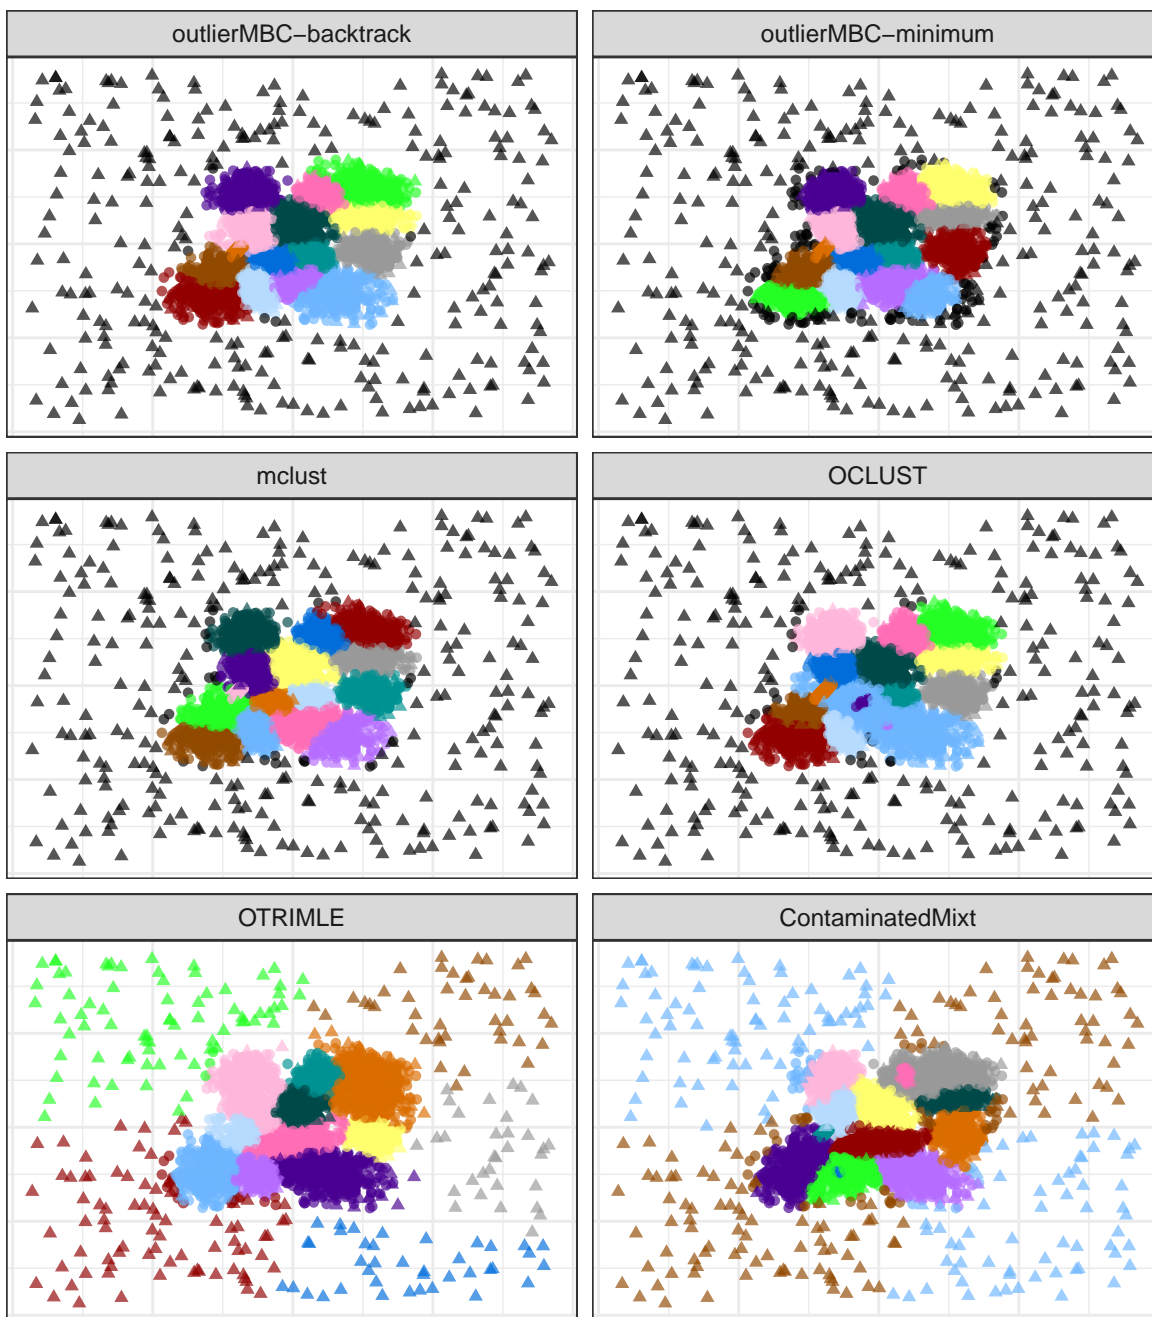 outlierMBC−backtrack
outlierMBC−minimum
mclust
OCLUST
OTRIMLE
ContaminatedMixt